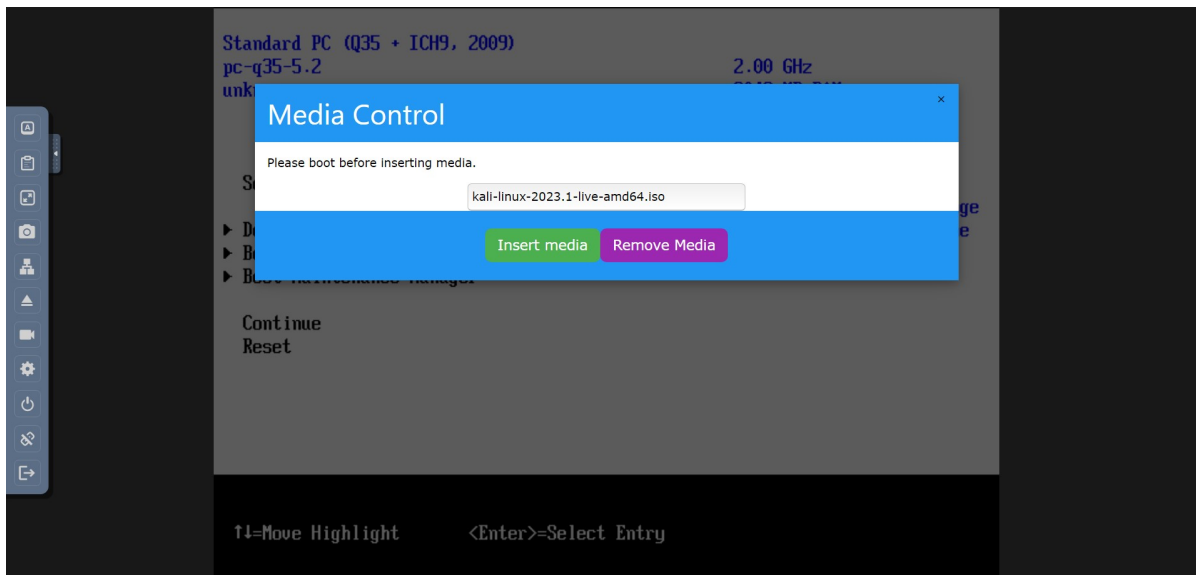 Standard PC (Q35 + ICH9, 2009)
pc-q35-5.2 2.00 GHz
Media Control ×
Please boot before inserting media.
kali-linux-2023.1-live-amd64.iso
Insert media Remove Media
Continue
Reset
↑↓=Move Highlight <Enter>=Select Entry